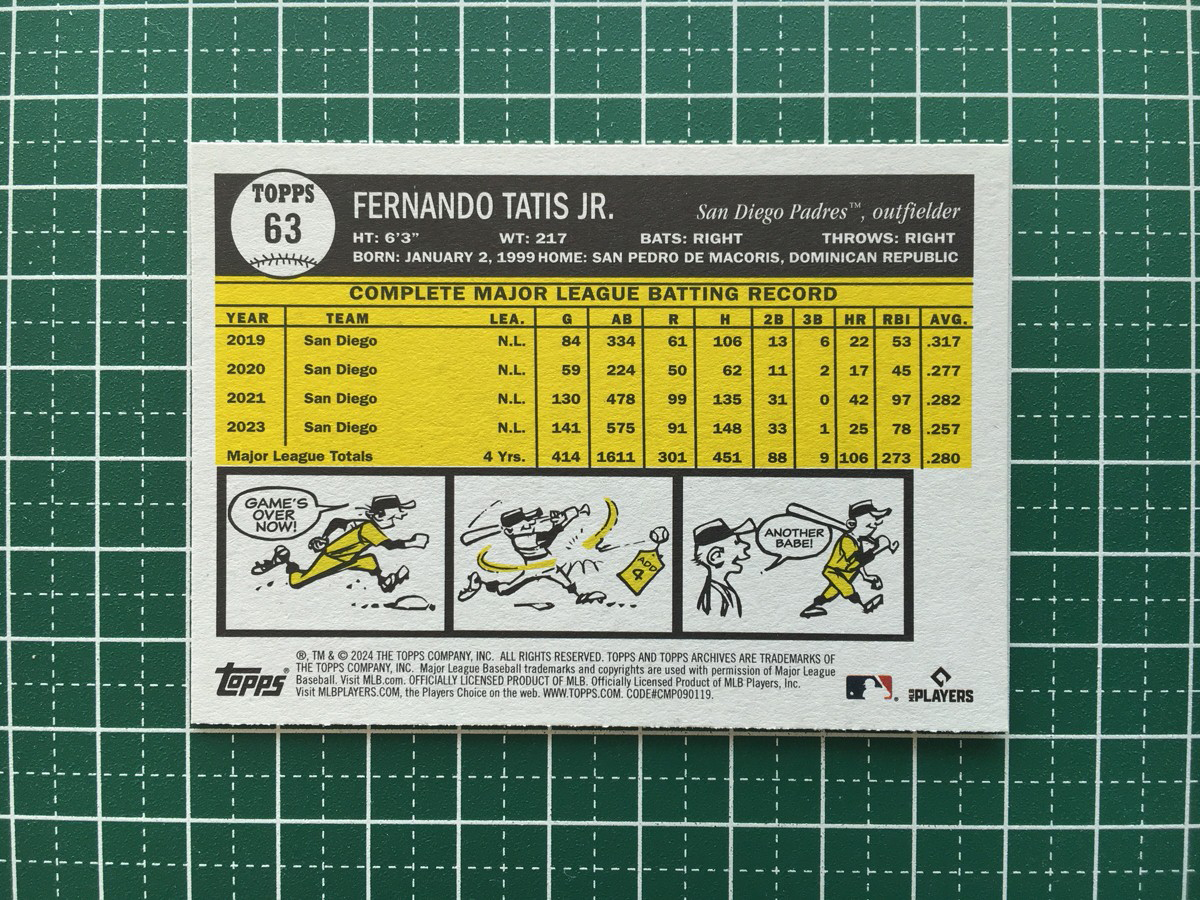 TOPPS
63
FERNANDO TATIS JR.
San Diego Padres™, outfielder
HT: 6'3" WT: 217 BATS: RIGHT THROWS: RIGHT
BORN: JANUARY 2, 1999 HOME: SAN PEDRO DE MACORIS, DOMINICAN REPUBLIC
COMPLETE MAJOR LEAGUE BATTING RECORD
YEAR TEAM LEA. G AB R H 2B 3B HR RBI AVG.
2019 San Diego N.L. 84 334 61 106 13 6 22 53 .317
2020 San Diego N.L. 59 224 50 62 11 2 17 45 .277
2021 San Diego N.L. 130 478 99 135 31 0 42 97 .282
2023 San Diego N.L. 141 575 91 148 33 1 25 78 .257
Major League Totals 4 Yrs. 414 1611 301 451 88 9 106 273 .280
GAME'S
OVER
NOW!
ADD
4
ANOTHER
BABE!
®, TM & © 2024 THE TOPPS COMPANY, INC. ALL RIGHTS RESERVED. TOPPS AND TOPPS ARCHIVES ARE TRADEMARKS OF
THE TOPPS COMPANY, INC. Major League Baseball trademarks and copyrights are used with permission of Major League
Baseball. Visit MLB.com. OFFICIALLY LICENSED PRODUCT OF MLB. Officially Licensed Product of MLB Players, Inc.
Visit MLBPLAYERS.COM, the Players Choice on the web. WWW.TOPPS.COM. CODE#CMP090119.
Topps®
®
MLB PLAYERS